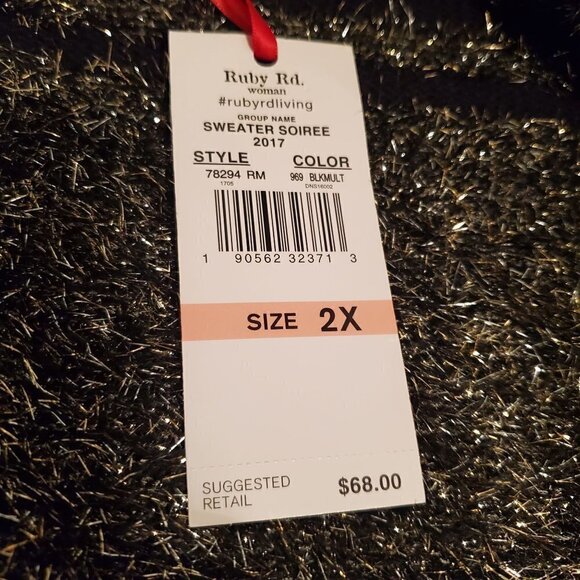 Ruby Rd.
woman
#rubyrdliving
GROUP NAME
SWEATER SOIREE
2017
STYLE COLOR
78294 RM 969 BLKMULT
1705 DNS16002
1 90562 32371 3
SIZE 2X
SUGGESTED
RETAIL $68.00